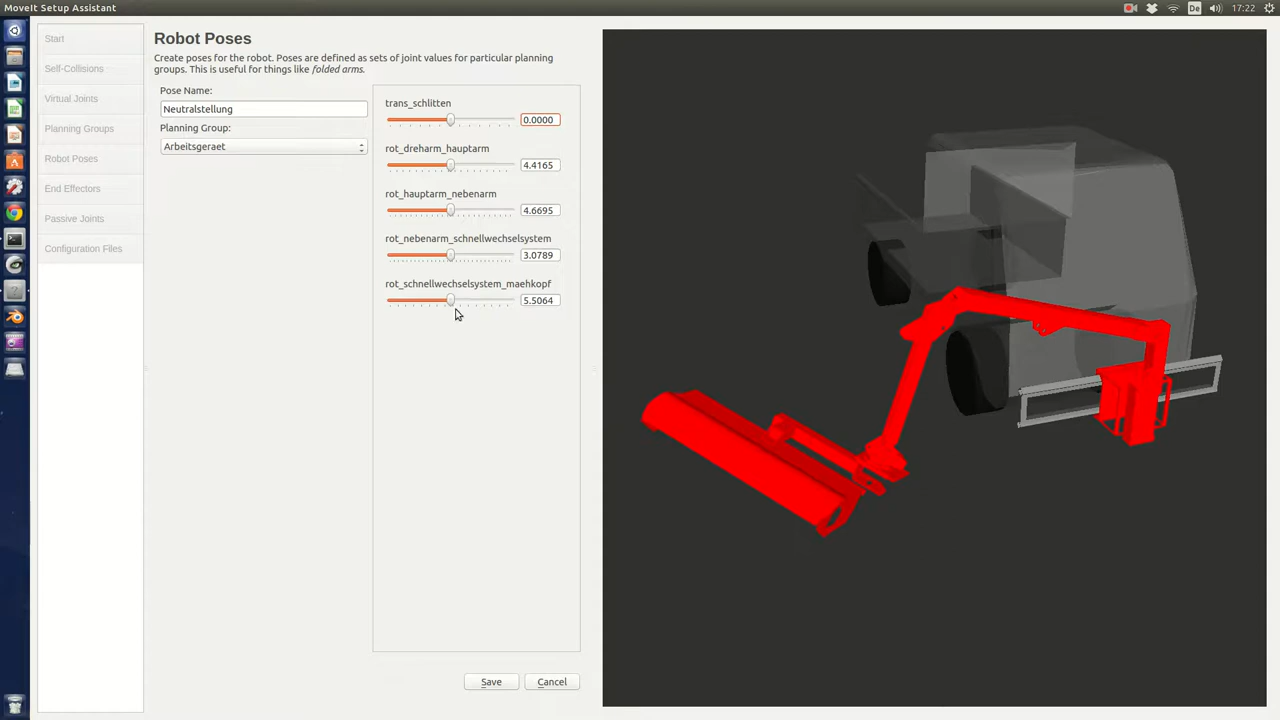 MoveIt Setup Assistant
De
17:22
Start
Self-Collisions
Virtual Joints
Planning Groups
Robot Poses
End Effectors
Passive Joints
Configuration Files
Robot Poses
Create poses for the robot. Poses are defined as sets of joint values for particular planning
groups. This is useful for things like folded arms.
Pose Name:
Neutralstellung
Planning Group:
Arbeitsgeraet
trans_schlitten
0.0000
rot_dreharm_hauptarm
4.4165
rot_hauptarm_nebenarm
4.6695
rot_nebenarm_schnellwechselsystem
3.0789
rot_schnellwechselsystem_maehkopf
5.5064
Save
Cancel